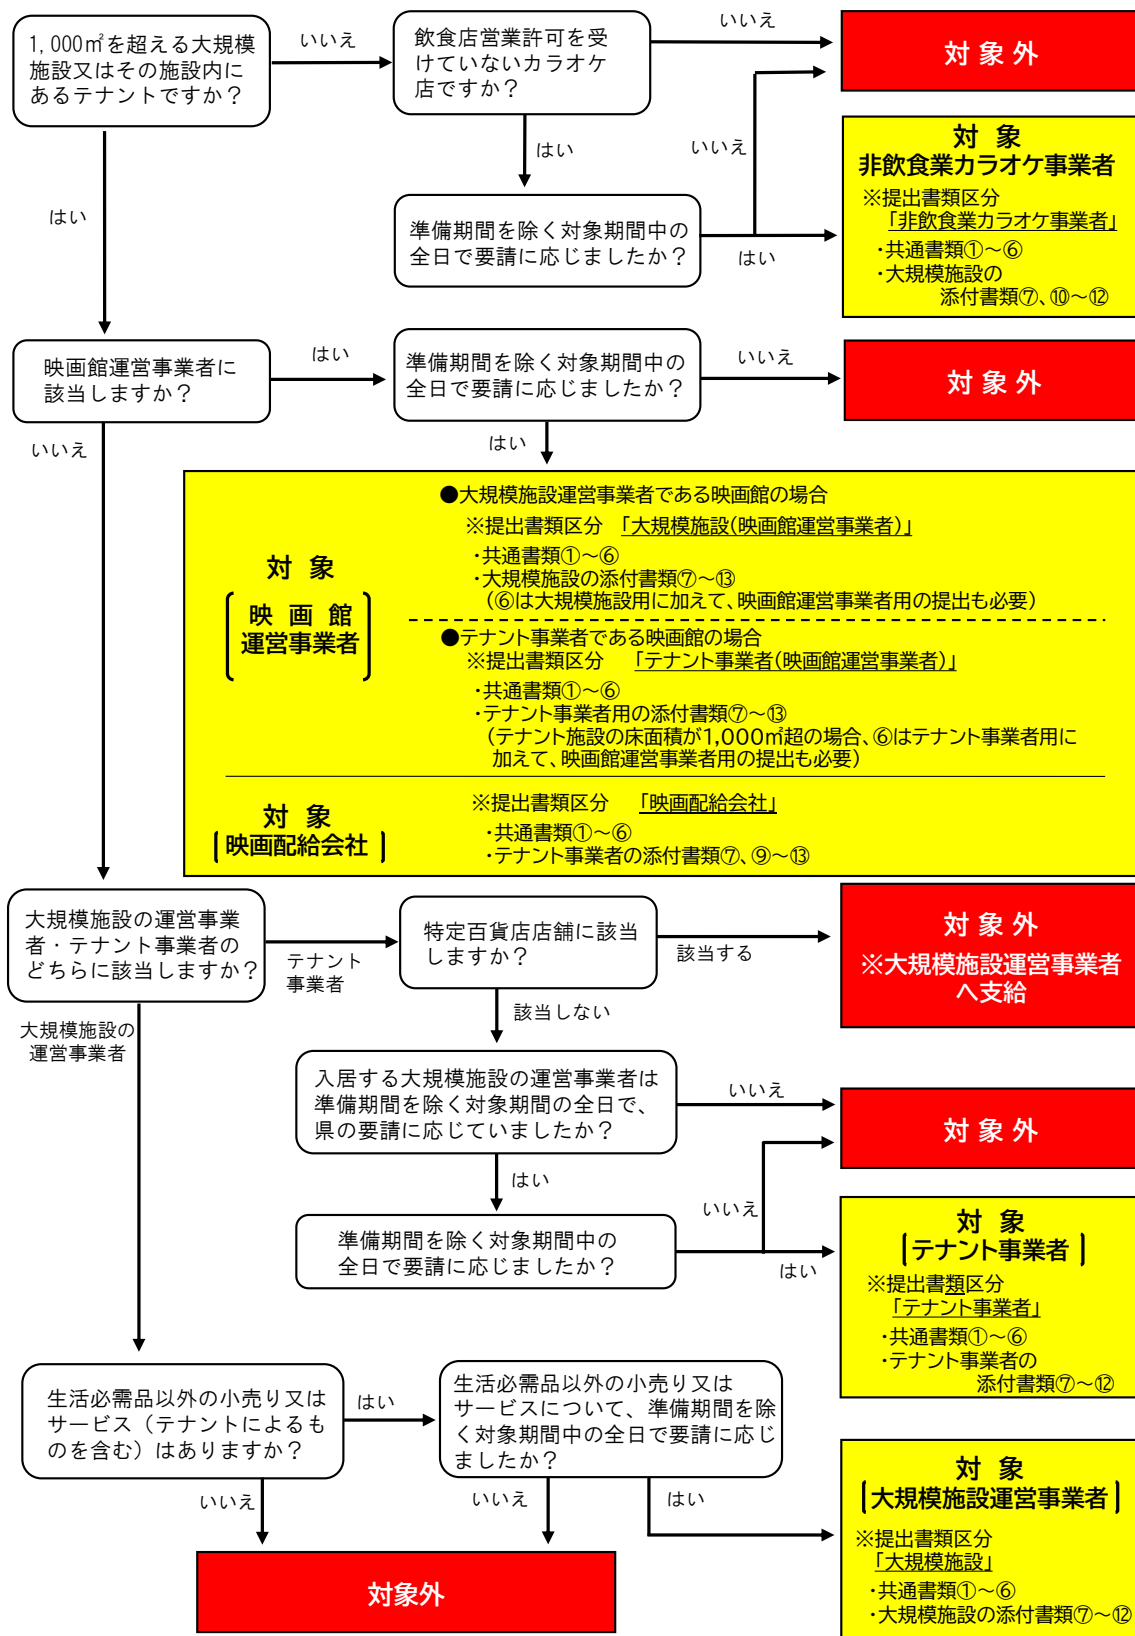 1,000㎡を超える大規模
施設又はその施設内に
あるテナントですか？
いいえ
飲食店営業許可を受
けていないカラオケ
店ですか？
いいえ
対 象 外
はい
いいえ
はい
準備期間を除く対象期間中の
全日で要請に応じましたか？
はい
対 象
非飲食業カラオケ事業者
※提出書類区分
「非飲食業カラオケ事業者」
・共通書類①～⑥
・大規模施設の
添付書類⑦、⑩～⑫
映画館運営事業者に
該当しますか？
はい
準備期間を除く対象期間中の
全日で要請に応じましたか？
いいえ
対 象 外
いいえ
はい
対 象
映 画 館
運営事業者
●大規模施設運営事業者である映画館の場合
※提出書類区分 「大規模施設(映画館運営事業者)」
・共通書類①～⑥
・大規模施設の添付書類⑦～⑬
（⑥は大規模施設用に加えて、映画館運営事業者用の提出も必要）
●テナント事業者である映画館の場合
※提出書類区分 「テナント事業者(映画館運営事業者)」
・共通書類①～⑥
・テナント事業者用の添付書類⑦～⑬
（テナント施設の床面積が1,000㎡超の場合、⑥はテナント事業者用に
加えて、映画館運営事業者用の提出も必要）
対 象
[映画配給会社]
※提出書類区分 「映画配給会社」
・共通書類①～⑥
・テナント事業者の添付書類⑦、⑨～⑬
大規模施設の運営事業
者・テナント事業者の
どちらに該当しますか？
テナント
事業者
特定百貨店店舗に該当
しますか？
該当する
対 象 外
※大規模施設運営事業者
へ支給
大規模施設の
運営事業者
該当しない
入居する大規模施設の運営事業者は
準備期間を除く対象期間の全日で、
県の要請に応じていましたか？
いいえ
対 象 外
はい
いいえ
準備期間を除く対象期間中の
全日で要請に応じましたか？
はい
対 象
[テナント事業者]
※提出書類区分
「テナント事業者」
・共通書類①～⑥
・テナント事業者の
添付書類⑦～⑫
生活必需品以外の小売り又は
サービス（テナントによるも
のを含む）はありますか？
はい
生活必需品以外の小売り又は
サービスについて、準備期間を除
く対象期間中の全日で要請に応じ
ましたか？
いいえ
いいえ
はい
対象外
対 象
[大規模施設運営事業者]
※提出書類区分
「大規模施設」
・共通書類①～⑥
・大規模施設の添付書類⑦～⑫